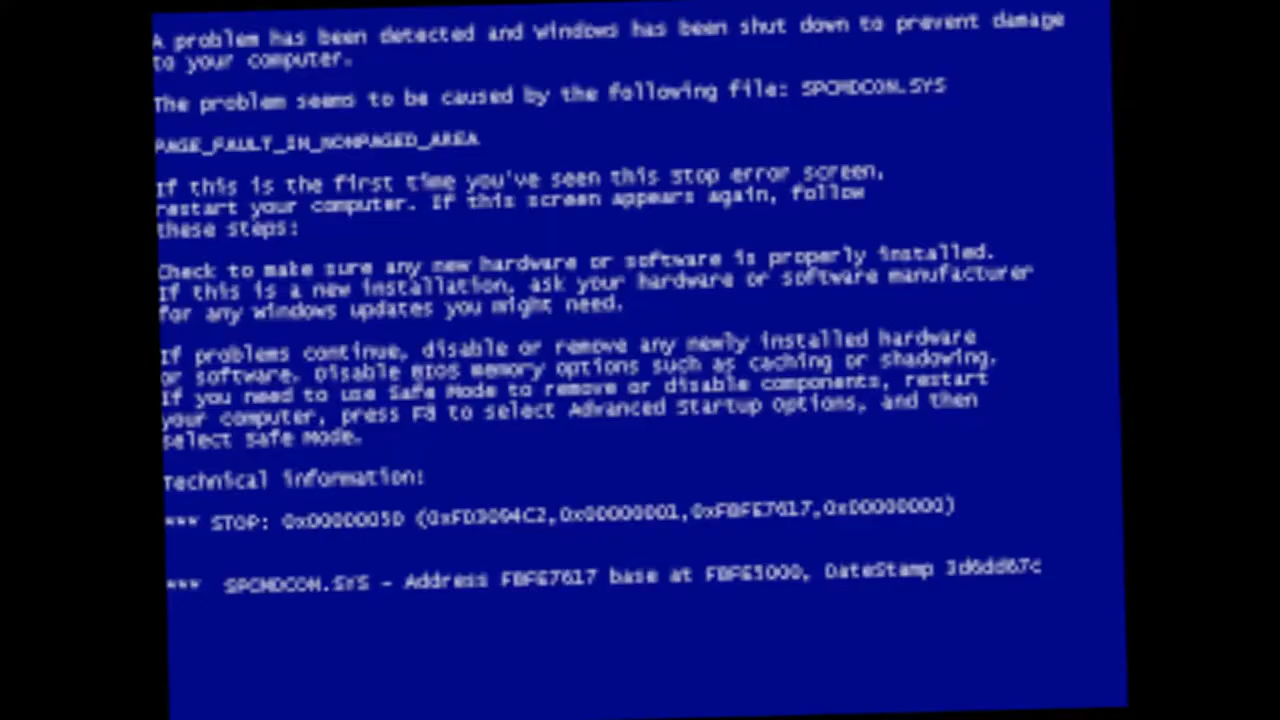 A problem has been detected and Windows has been shut down to prevent damage
to your computer.
The problem seems to be caused by the following file: SPCMDCON.SYS
PAGE_FAULT_IN_NONPAGED_AREA
If this is the first time you've seen this Stop error screen,
restart your computer. If this screen appears again, follow
these steps:
Check to make sure any new hardware or software is properly installed.
If this is a new installation, ask your hardware or software manufacturer
for any Windows updates you might need.
If problems continue, disable or remove any newly installed hardware
or software. Disable BIOS memory options such as caching or shadowing.
If you need to use Safe Mode to remove or disable components, restart
your computer, press F8 to select Advanced Startup Options, and then
select Safe Mode.
Technical information:
*** STOP: 0x00000050 (0xFD3094C2,0x00000001,0xFBFE7617,0x00000000)
*** SPCMDCON.SYS - Address FBFE7617 base at FBFE5000, DateStamp 3d6dd67c